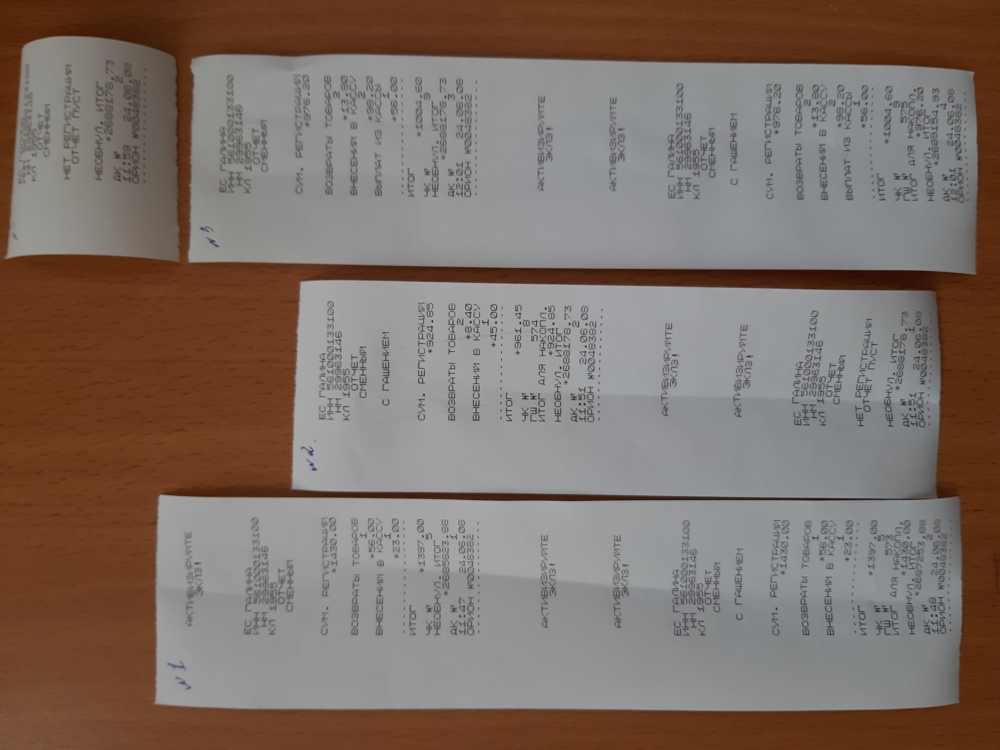 НЕТ РЕГИСТРАЦИИ
ОТЧЕТ ПУСТ
НЕОБНУЛ. ИТОГ
*2688178.73
ДК № 2
11:59 24.06.08
ОРИОН №0048382
КЛ
ОТЧЕТ
СМЕННЫЙ
N 3
ЕС ГАЛИНА
ИНН 561000133100
НМ 29963146
КЛ 1955
ОТЧЕТ
СМЕННЫЙ
СУМ. РЕГИСТРАЦИИ
*976.20
ВОЗВРАТЫ ТОВАРОВ
2
*13.80
ВНЕСЕНИЙ В КАССУ
2
*98.20
ВЫПЛАТ ИЗ КАССЫ
1
*56.00
ИТОГ
*1004.60
ЧК № 9
НЕОБНУЛ. ИТОГ
*2688178.73
ДК № 3
12:01 24.06.08
ОРИОН №0048382
АКТИВИЗИРУЙТЕ
ЭКЛЗ!
АКТИВИЗИРУЙТЕ
ЭКЛЗ!
ЕС ГАЛИНА
ИНН 561000133100
НМ 29963146
КЛ 1955
ОТЧЕТ
СМЕННЫЙ
С ГАШЕНИЕМ
СУМ. РЕГИСТРАЦИИ
*976.20
ВОЗВРАТЫ ТОВАРОВ
2
*13.80
ВНЕСЕНИЙ В КАССУ
2
*98.20
ВЫПЛАТ ИЗ КАССЫ
1
*56.00
ИТОГ
*1004.60
ЧК № 9
ГШ № 575
ИТОГ ДЛЯ НАКОПЛ.
*976.20
НЕОБНУЛ. ИТОГ
*2689154.93
ДК № 4
12:01 24.06.08
ОРИОН №0048382
N 2.
ЕС ГАЛИНА
ИНН 561000133100
НМ 29963146
КЛ 1955
ОТЧЕТ
СМЕННЫЙ
С ГАШЕНИЕМ
СУМ. РЕГИСТРАЦИИ
*924.85
ВОЗВРАТЫ ТОВАРОВ
2
*8.40
ВНЕСЕНИЙ В КАССУ
1
*45.00
ИТОГ
*961.45
ЧК № 8
ГШ № 574
ИТОГ ДЛЯ НАКОПЛ.
*924.85
НЕОБНУЛ. ИТОГ
*2688178.73
ДК № 2
11:51 24.06.08
ОРИОН №0048382
АКТИВИЗИРУЙТЕ
ЭКЛЗ!
АКТИВИЗИРУЙТЕ
ЭКЛЗ!
ЕС ГАЛИНА
ИНН 561000133100
НМ 29963146
КЛ 1955
ОТЧЕТ
СМЕННЫЙ
НЕТ РЕГИСТРАЦИИ
ОТЧЕТ ПУСТ
НЕОБНУЛ. ИТОГ
*2688178.73
ДК № 1
11:51 24.06.08
ОРИОН №0048382
N 1
АКТИВИЗИРУЙТЕ
ЭКЛЗ!
ЕС ГАЛИНА
ИНН 561000133100
НМ 29963146
КЛ 1955
ОТЧЕТ
СМЕННЫЙ
СУМ. РЕГИСТРАЦИИ
*1430.00
ВОЗВРАТЫ ТОВАРОВ
1
*56.00
ВНЕСЕНИЙ В КАССУ
1
*23.00
ИТОГ
*1397.00
ЧК № 5
НЕОБНУЛ. ИТОГ
*2685823.88
ДК № 1
11:47 24.06.08
ОРИОН №0048382
АКТИВИЗИРУЙТЕ
ЭКЛЗ!
АКТИВИЗИРУЙТЕ
ЭКЛЗ!
ЕС ГАЛИНА
ИНН 561000133100
НМ 29963146
КЛ 1955
ОТЧЕТ
СМЕННЫЙ
С ГАШЕНИЕМ
СУМ. РЕГИСТРАЦИИ
*1430.00
ВОЗВРАТЫ ТОВАРОВ
1
*56.00
ВНЕСЕНИЙ В КАССУ
1
*23.00
ИТОГ
*1397.00
ЧК № 5
ГШ № 573
ИТОГ ДЛЯ НАКОПЛ.
*1430.00
НЕОБНУЛ. ИТОГ
*2687253.88
ДК № 2
11:48 24.06.08
ОРИОН №0048382